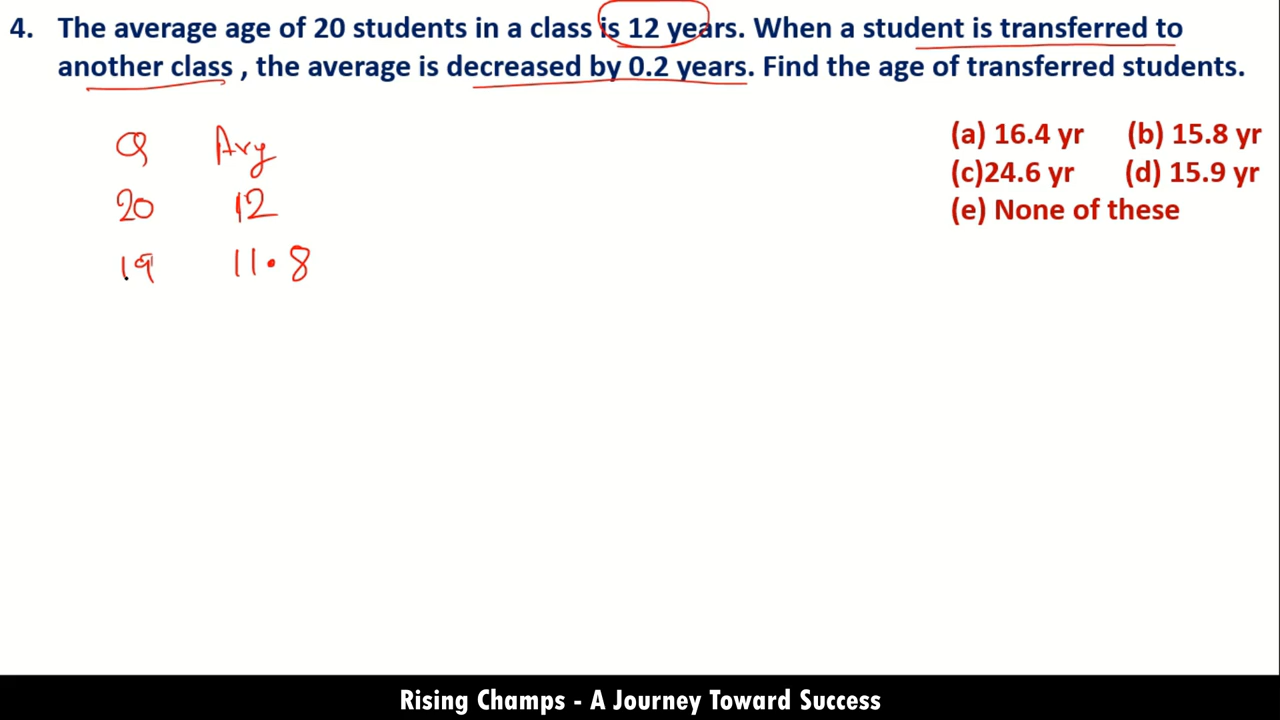 4. The average age of 20 students in a class is 12 years. When a student is transferred to
another class , the average is decreased by 0.2 years. Find the age of transferred students.
(a) 16.4 yr (b) 15.8 yr
(c)24.6 yr (d) 15.9 yr
(e) None of these
Q Avg
20 12
19 11.8
Rising Champs - A Journey Toward Success